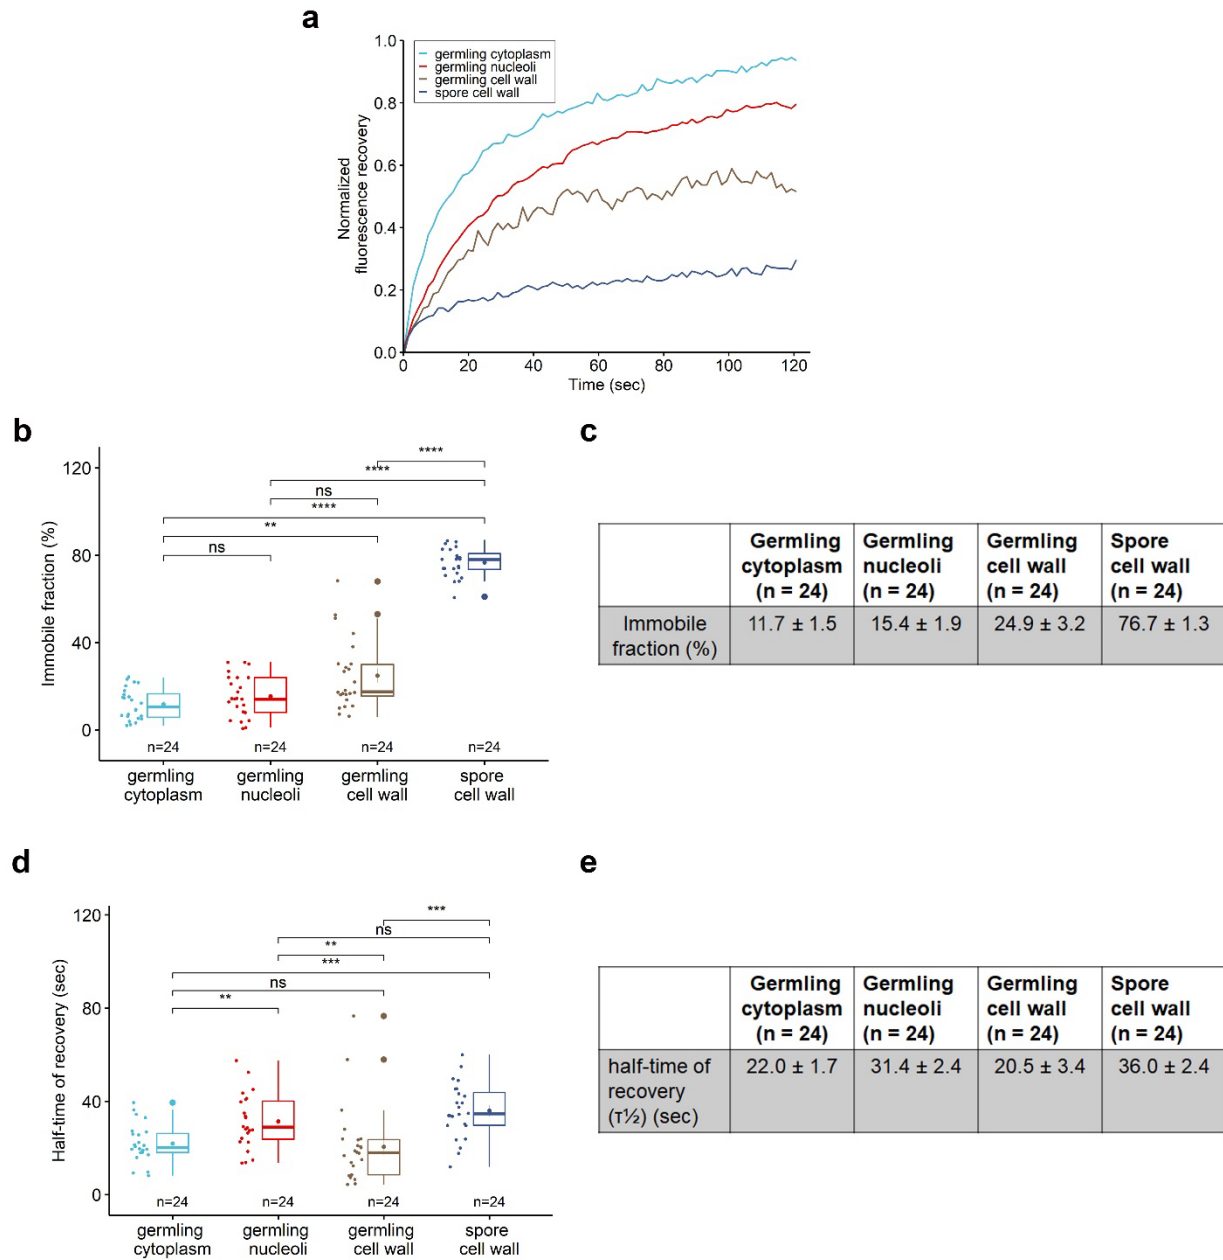 a
1.0
0.8
0.6
0.4
0.2
0.0
Normalized
fluorescence recovery
germling cytoplasm
germling nucleoli
germling cell wall
spore cell wall
0 20 40 60 80 100 120
Time (sec)
b
120
80
40
0
Immobile fraction (%)
****
****
ns
****
**
ns
n=24 n=24 n=24 n=24
germling germling germling spore
cytoplasm nucleoli cell wall cell wall
c
Germling Germling Germling Spore
cytoplasm nucleoli cell wall cell wall
(n = 24) (n = 24) (n = 24) (n = 24)
Immobile 11.7 ± 1.5 15.4 ± 1.9 24.9 ± 3.2 76.7 ± 1.3
fraction (%)
d
120
80
40
0
Half-time of recovery (sec)
***
ns
**
***
ns
**
n=24 n=24 n=24 n=24
germling germling germling spore
cytoplasm nucleoli cell wall cell wall
e
Germling Germling Germling Spore
cytoplasm nucleoli cell wall cell wall
(n = 24) (n = 24) (n = 24) (n = 24)
half-time of 22.0 ± 1.7 31.4 ± 2.4 20.5 ± 3.4 36.0 ± 2.4
recovery
(τ½) (sec)